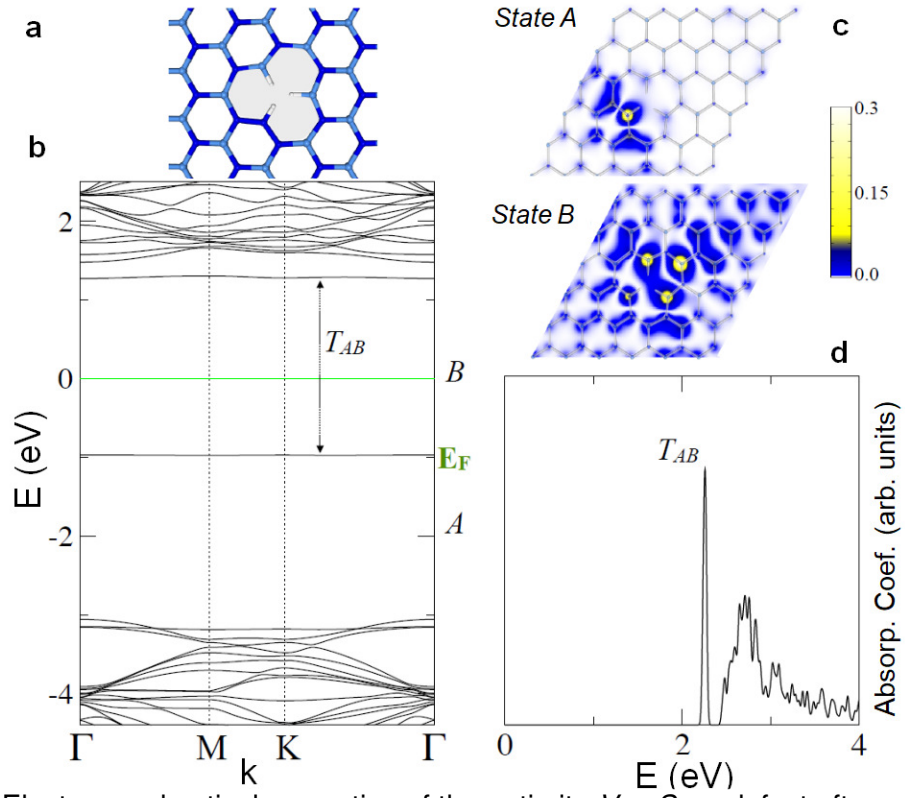 a
b
2
0
-2
-4
E (eV)
T_AB
B
E_F
A
Γ
M
K
Γ
k
State A
c
0.3
0.15
0.0
State B
d
T_AB
Absorp. Coef. (arb. units)
0
2
4
E (eV)